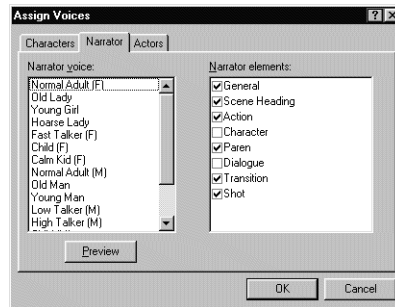 Assign Voices
Characters Narrator Actors
Narrator voice:
Normal Adult (F)
Old Lady
Young Girl
Hoarse Lady
Fast Talker (F)
Child (F)
Calm Kid (F)
Normal Adult (M)
Old Man
Young Man
Low Talker (M)
High Talker (M)
Narrator elements:
General
Scene Heading
Action
Character
Paren
Dialogue
Transition
Shot
Preview
OK Cancel